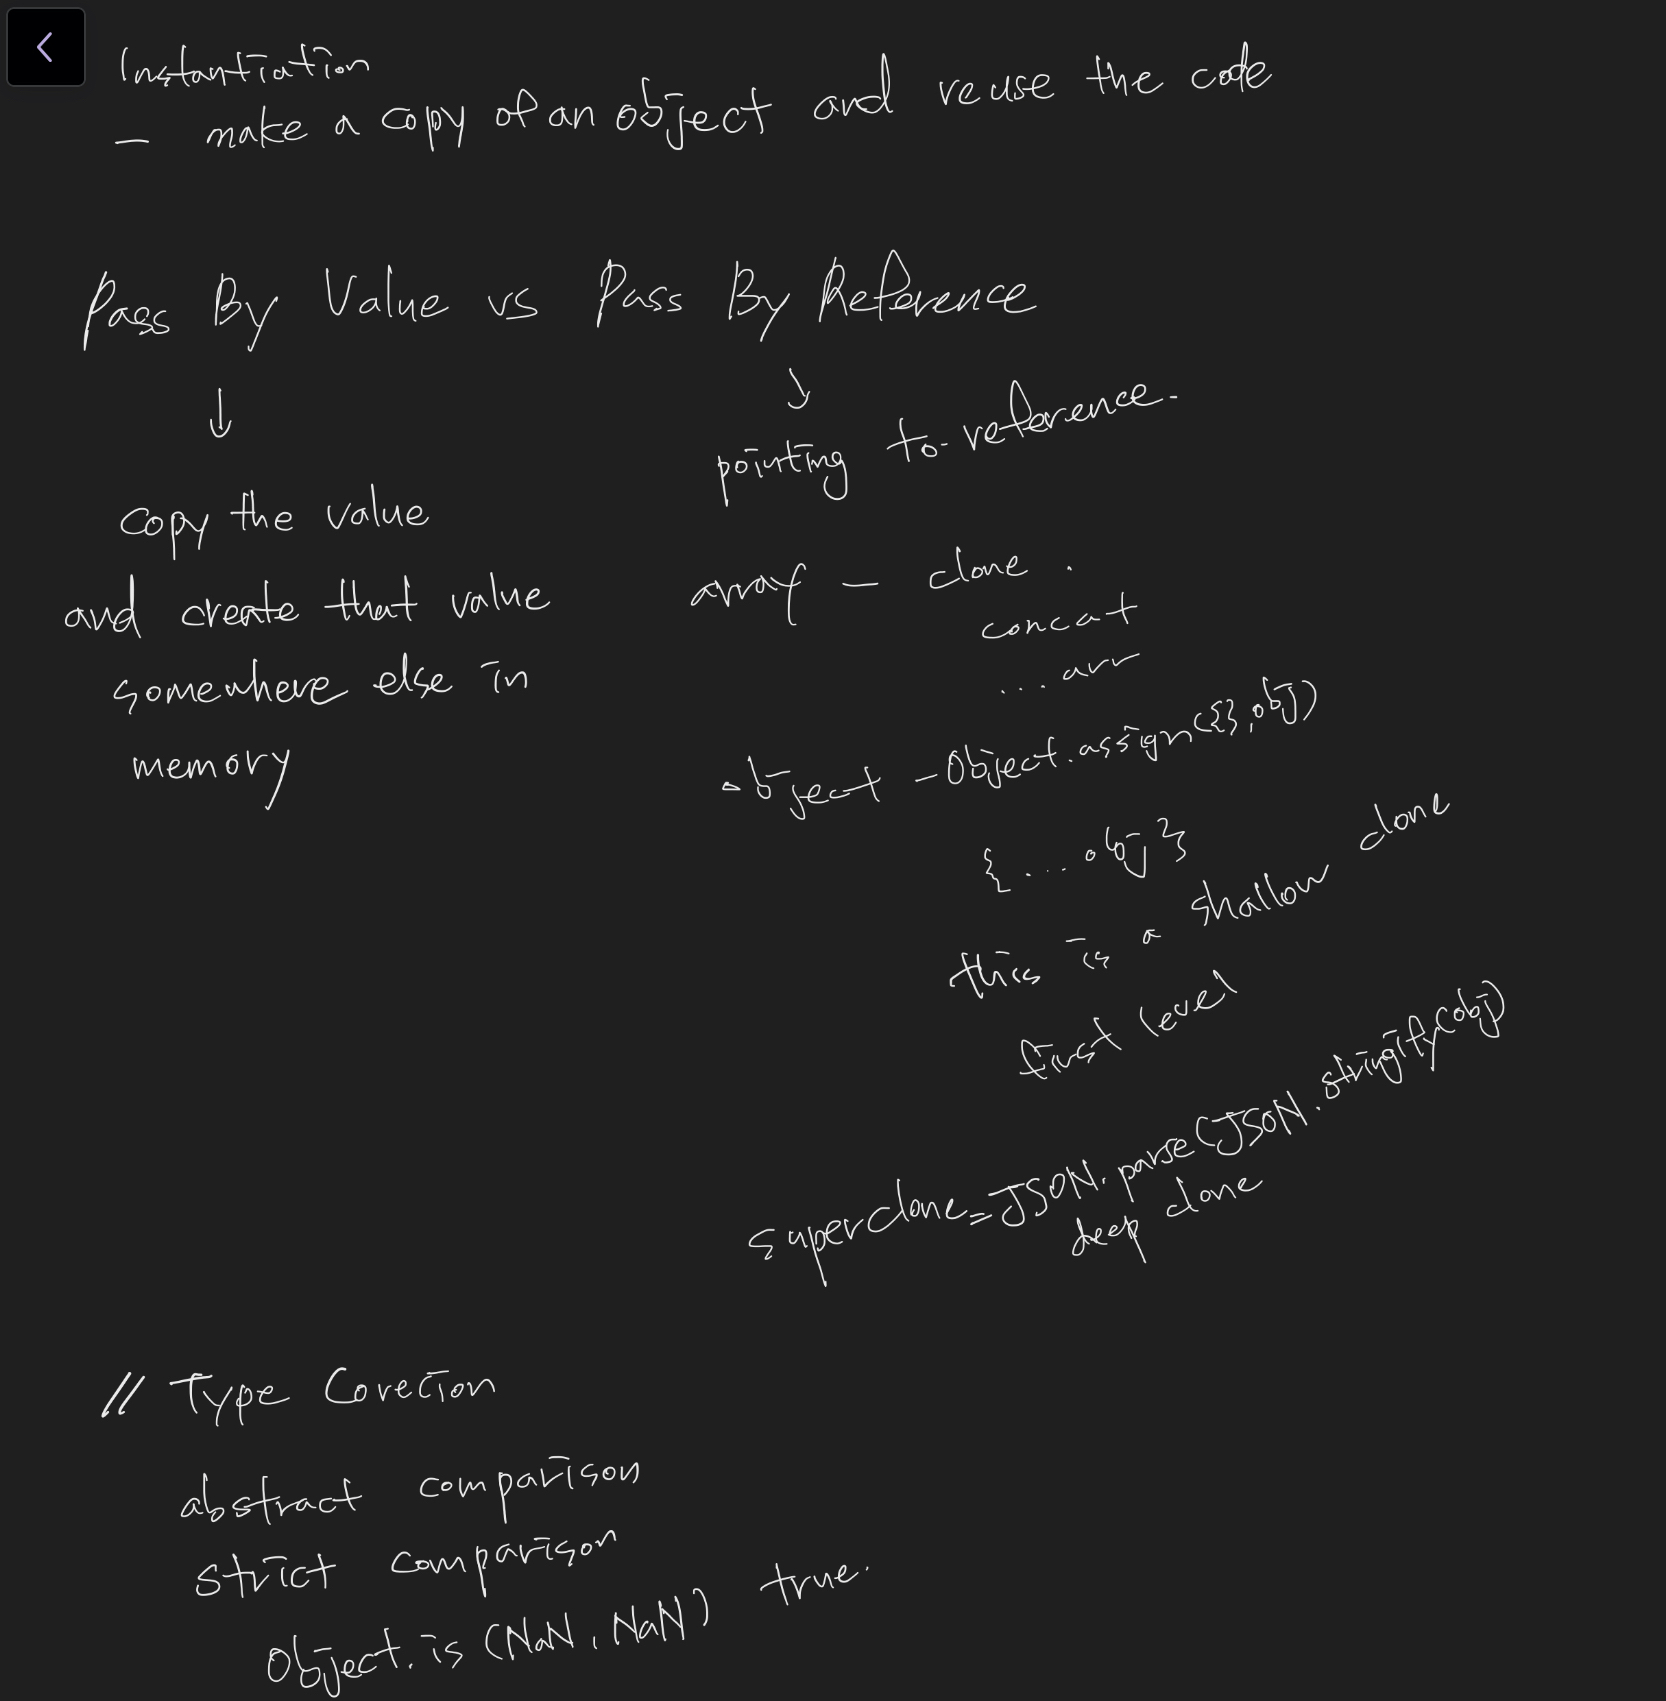 Instantiation
- make a copy of an object and reuse the code
Pass By Value vs Pass By Reference
↓
copy the value
and create that value
somewhere else in
memory
↓
pointing to reference.
array - clone.
concat
...arr
object - Object.assign({},obj)
{...obj}
this is a shallow clone
first level
superclone=JSON.parse(JSON.stringify(obj)
deep clone
// Type Corecion
abstract comparison
strict comparison
Object.is (NaN, NaN) true.